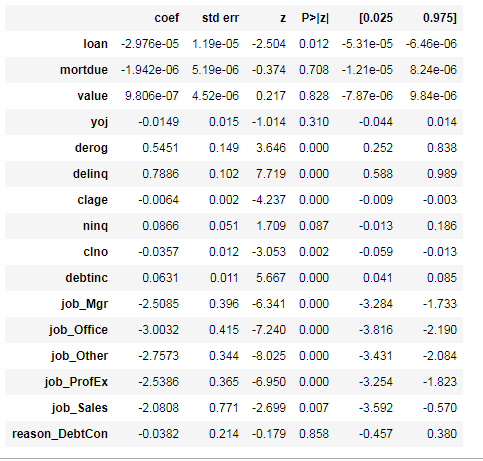 coef std err z P>|z| [0.025 0.975]
loan -2.976e-05 1.19e-05 -2.504 0.012 -5.31e-05 -6.46e-06
mortdue -1.942e-06 5.19e-06 -0.374 0.708 -1.21e-05 8.24e-06
value 9.806e-07 4.52e-06 0.217 0.828 -7.87e-06 9.84e-06
yoj -0.0149 0.015 -1.014 0.310 -0.044 0.014
derog 0.5451 0.149 3.646 0.000 0.252 0.838
delinq 0.7886 0.102 7.719 0.000 0.588 0.989
clage -0.0064 0.002 -4.237 0.000 -0.009 -0.003
ninq 0.0866 0.051 1.709 0.087 -0.013 0.186
clno -0.0357 0.012 -3.053 0.002 -0.059 -0.013
debtinc 0.0631 0.011 5.667 0.000 0.041 0.085
job_Mgr -2.5085 0.396 -6.341 0.000 -3.284 -1.733
job_Office -3.0032 0.415 -7.240 0.000 -3.816 -2.190
job_Other -2.7573 0.344 -8.025 0.000 -3.431 -2.084
job_ProfEx -2.5386 0.365 -6.950 0.000 -3.254 -1.823
job_Sales -2.0808 0.771 -2.699 0.007 -3.592 -0.570
reason_DebtCon -0.0382 0.214 -0.179 0.858 -0.457 0.380